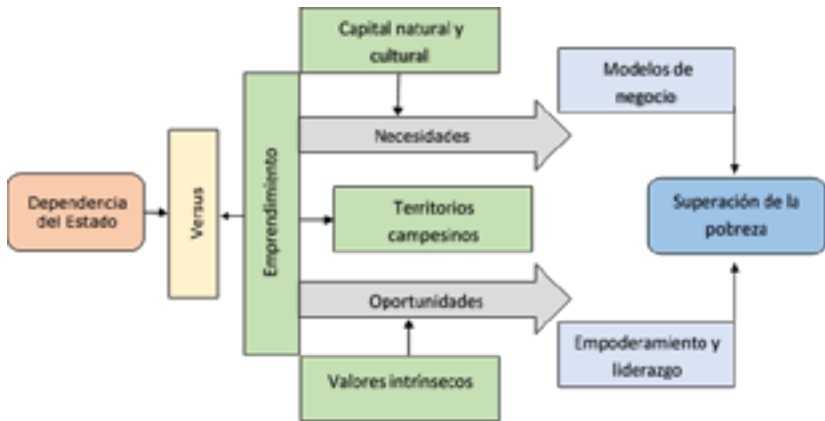 Capital natural y
cultural
Modelos de
negocio
Necesidades
Dependencia
del Estado
Versus
Emprendimiento
Territorios
campesinos
Superación de la
pobreza
Oportunidades
Empoderamiento y
liderazgo
Valores intrínsecos